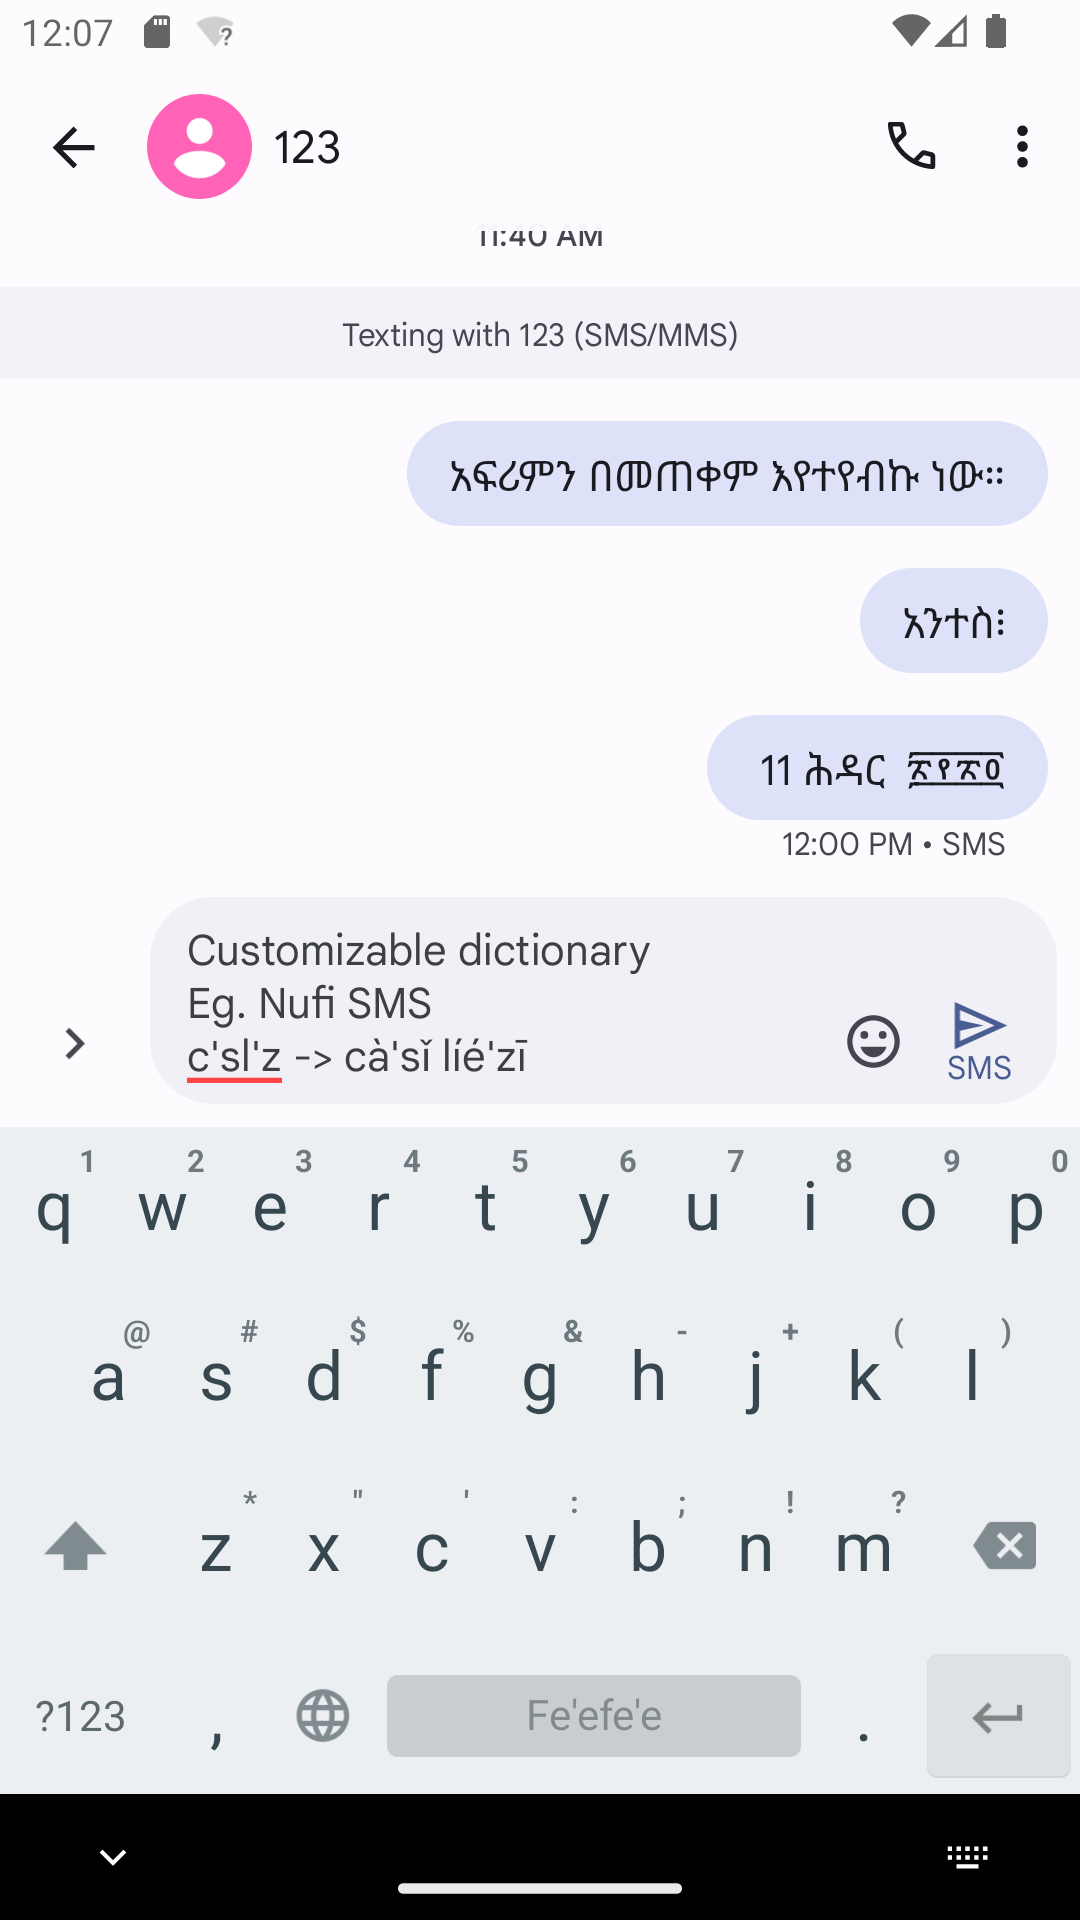 12:07
123
11:40 AM
Texting with 123 (SMS/MMS)
አፍሪምን በመጠቀም እየተየብኩ ነው።
አንተስ፧
11 ሕዳር ፳፻፲፭
12:00 PM • SMS
Customizable dictionary
Eg. Nufi SMS
c'sl'z -> cà'sǐ líé'zī
SMS
1 2 3 4 5 6 7 8 9 0
q w e r t y u i o p
@ # $ % & - + ( )
a s d f g h j k l
* " ' : ; ! ?
z x c v b n m
?123 , Fe'efe'e .